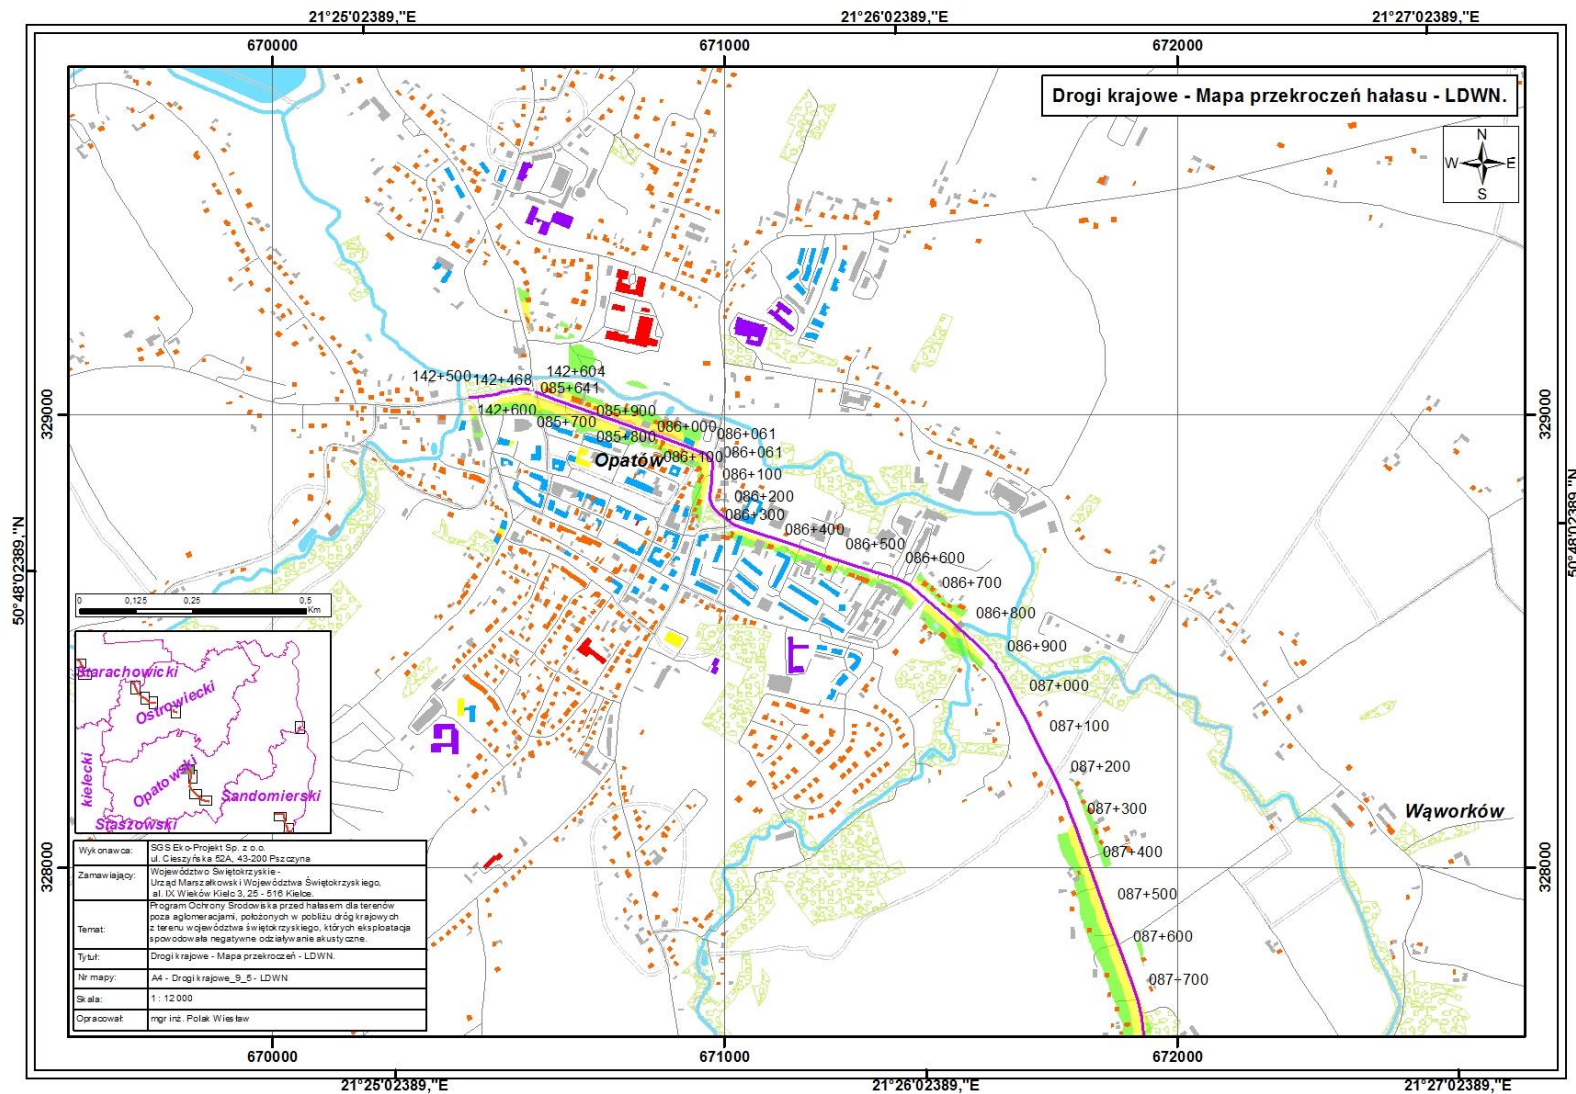 21°25'02389,"E
21°26'02389,"E
21°27'02389,"E
670000
671000
672000
Drogi krajowe - Mapa przekroczeń hałasu - LDWN.
N
W
E
S
329000
329000
142+500
142+468
142+604
085+641
142+600
085+700
085+900
085+800
086+000
086+061
086+061
086+100
Opatów
086+100
086+200
086+300
086+400
086+500
086+600
086+700
086+800
086+900
087+000
087+100
087+200
087+300
087+400
087+500
087+600
087+700
Wąworków
50°48'02389,"N
50°48'02389,"N
0
0,125
0,25
0,5
Km
Starachowicki
Ostrowiecki
kielecki
Opatowski
Sandomierski
Staszowski
328000
328000
Wykonawca: SGS Eko-Projekt Sp. z o.o.
ul. Cieszyńska 52A, 43-200 Pszczyna
Zamawiający: Województwo Świętokrzyskie -
Urząd Marszałkowski Województwa Świętokrzyskiego,
al. IX Wieków Kielc 3, 25 - 516 Kielce.
Temat: Program Ochrony Środowiska przed hałasem dla terenów
poza aglomeracjami, położonych w pobliżu dróg krajowych
z terenu województwa świętokrzyskiego, których eksploatacja
spowodowała negatywne odziaływanie akustyczne.
Tytuł: Drogi krajowe - Mapa przekroczeń - LDWN.
Nr mapy: A4 - Drogi krajowe_9_5 - LDWN
Skala: 1 : 12 000
Opracował: mgr inż. Polak Wiesław
670000
671000
672000
21°25'02389,"E
21°26'02389,"E
21°27'02389,"E